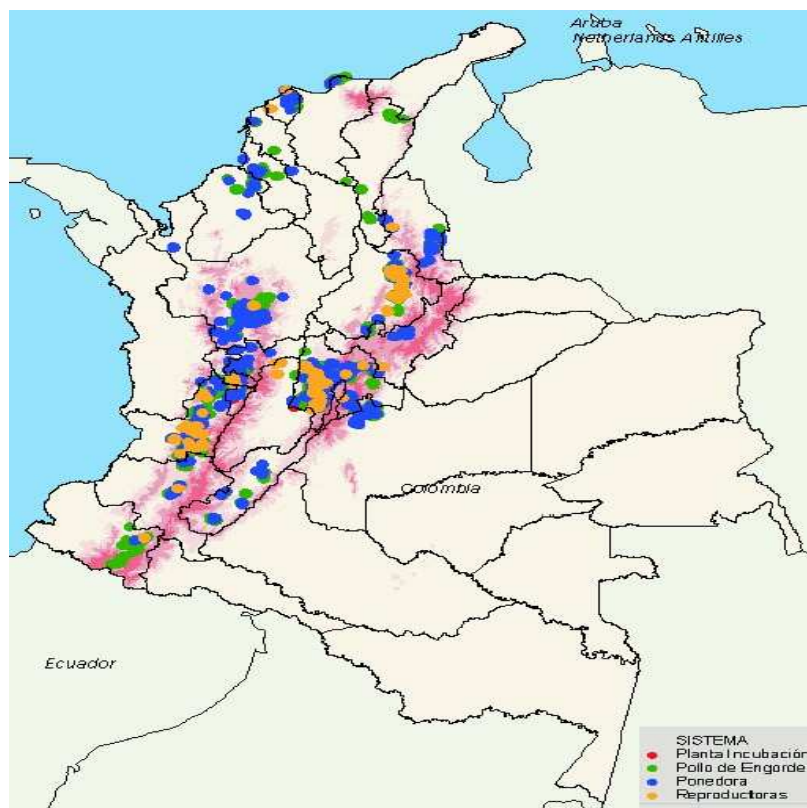 Aruba
Netherlands Antilles
Colombia
Ecuador
SISTEMA
Planta Incubación
Pollo de Engorde
Ponedora
Reproductoras